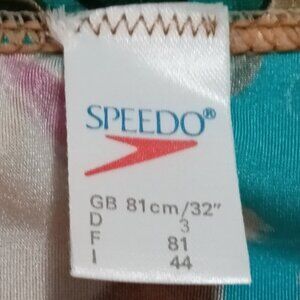 SPEEDO®
GB 81cm/32"
D 3
F 81
I 44